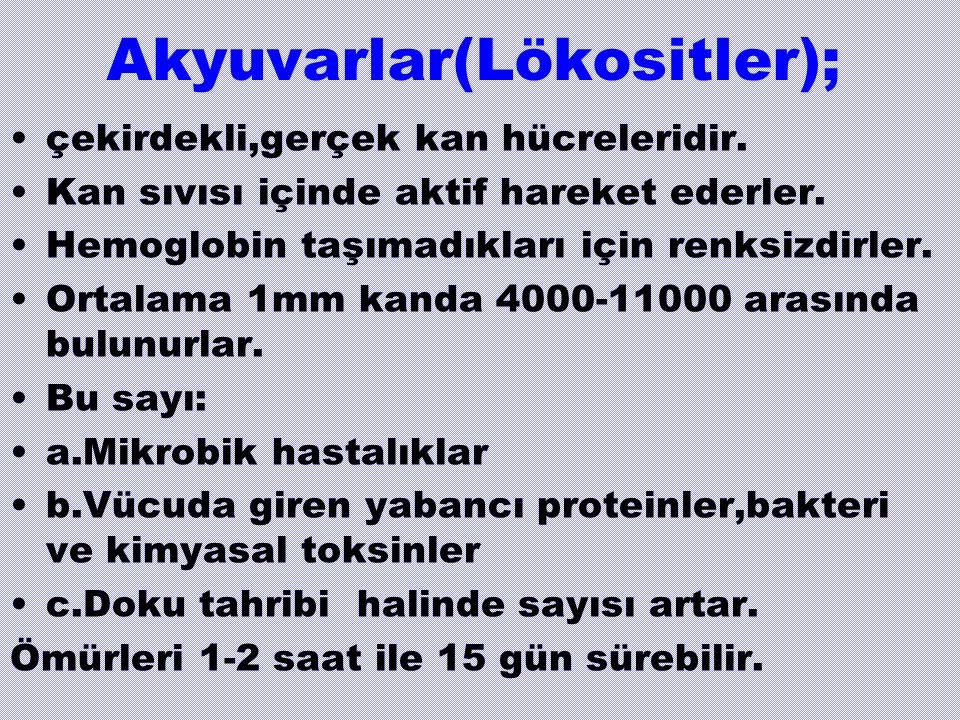 Akyuvarlar(Lökositler);
• çekirdekli,gerçek kan hücreleridir.
• Kan sıvısı içinde aktif hareket ederler.
• Hemoglobin taşımadıkları için renksizdirler.
• Ortalama 1mm kanda 4000-11000 arasında
bulunurlar.
• Bu sayı:
• a.Mikrobik hastalıklar
• b.Vücuda giren yabancı proteinler,bakteri
ve kimyasal toksinler
• c.Doku tahribi halinde sayısı artar.
Ömürleri 1-2 saat ile 15 gün sürebilir.